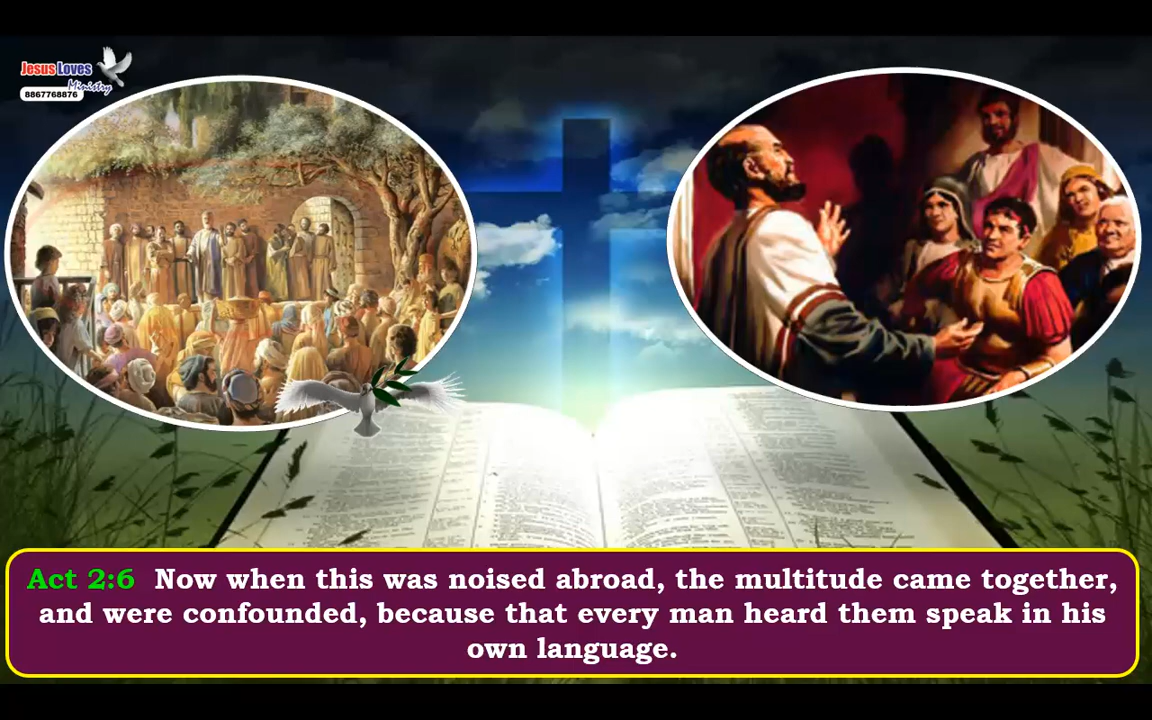 Jesus Loves
Ministry
8867768876
Act 2:6 Now when this was noised abroad, the multitude came together,
and were confounded, because that every man heard them speak in his
own language.